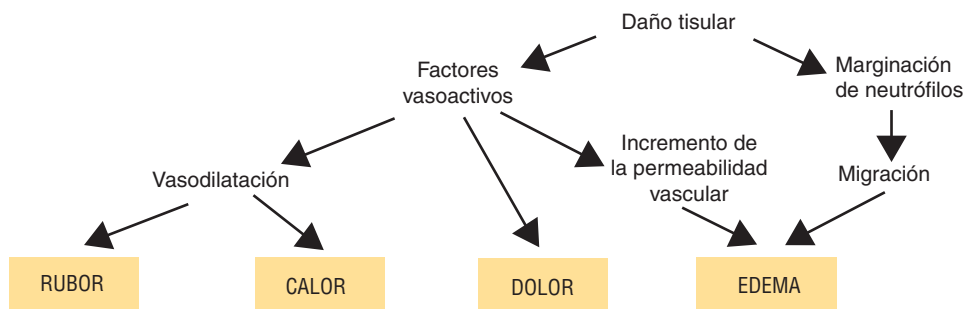 Daño tisular
Factores
vasoactivos
Marginación
de neutrófilos
Vasodilatación
Incremento de
la permeabilidad
vascular
Migración
RUBOR
CALOR
DOLOR
EDEMA